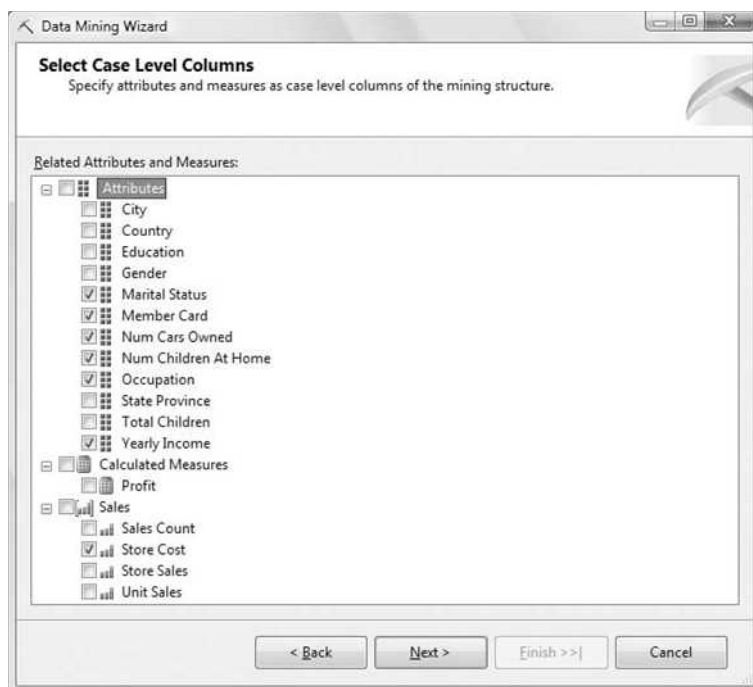 Data Mining Wizard
Select Case Level Columns
Specify attributes and measures as case level columns of the mining structure.
Related Attributes and Measures:
Attributes
City
Country
Education
Gender
Marital Status
Member Card
Num Cars Owned
Num Children At Home
Occupation
State Province
Total Children
Yearly Income
Calculated Measures
Profit
Sales
Sales Count
Store Cost
Store Sales
Unit Sales
< Back Next > Finish >>| Cancel